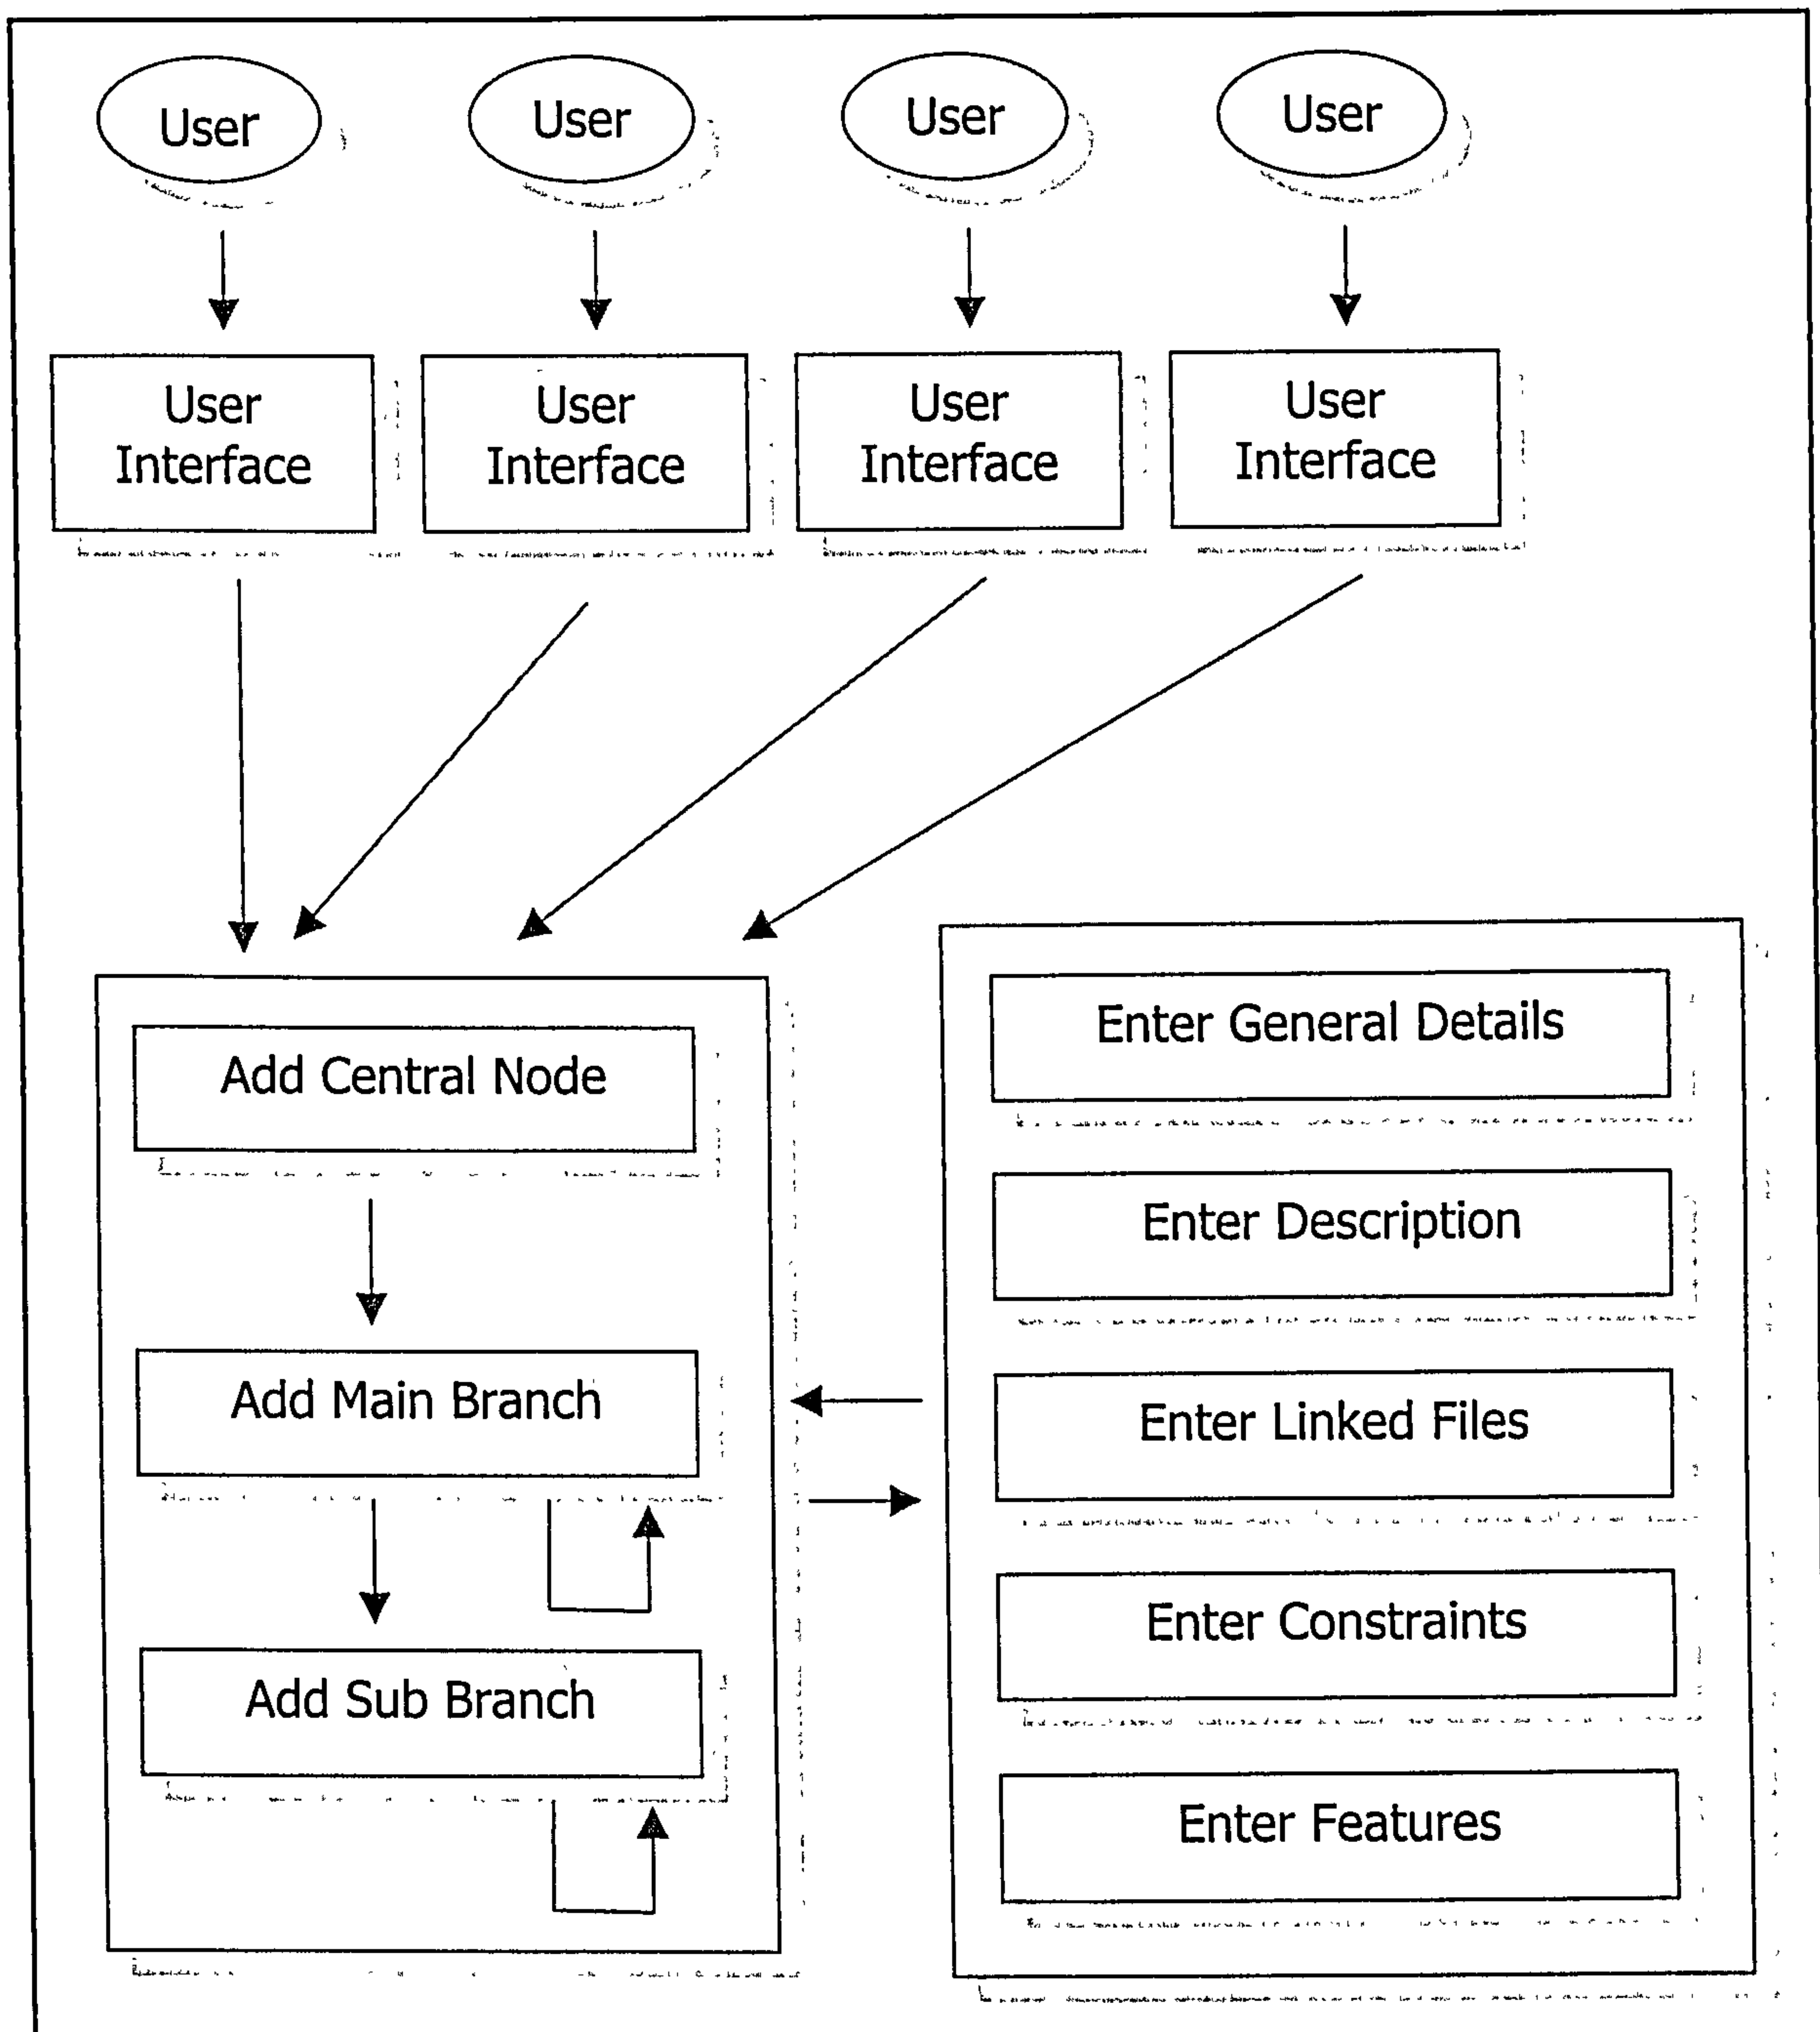 User
User
User
User
User
Interface
User
Interface
User
Interface
User
Interface
Add Central Node
Add Main Branch
Add Sub Branch
Enter General Details
Enter Description
Enter Linked Files
Enter Constraints
Enter Features